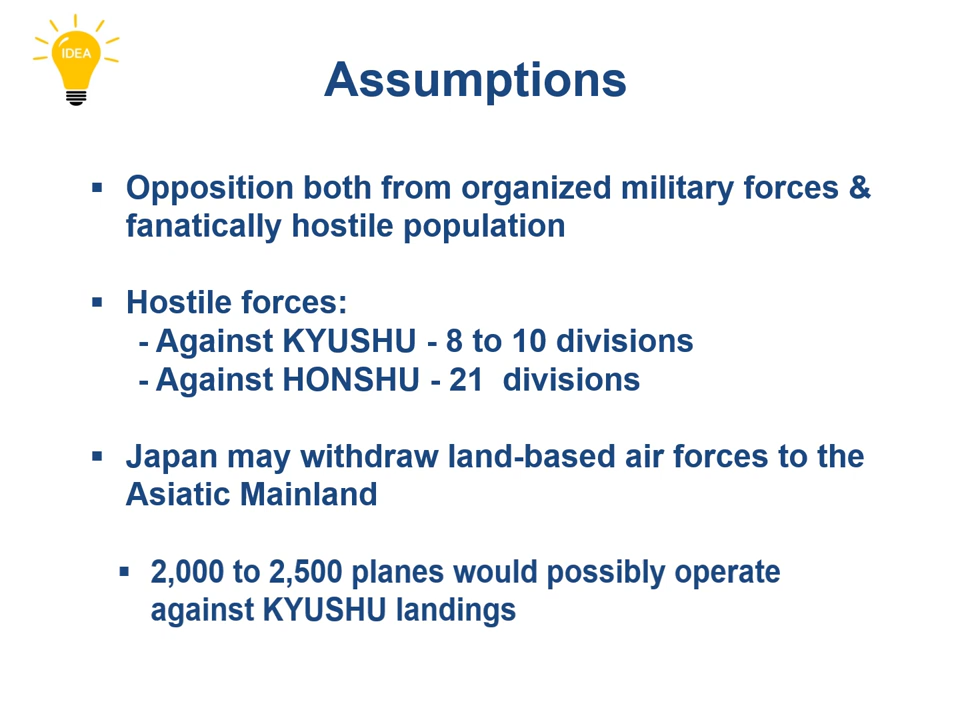 IDEA
Assumptions
▪ Opposition both from organized military forces &
fanatically hostile population
▪ Hostile forces:
- Against KYUSHU - 8 to 10 divisions
- Against HONSHU - 21  divisions
▪ Japan may withdraw land-based air forces to the
Asiatic Mainland
▪ 2,000 to 2,500 planes would possibly operate
against KYUSHU landings